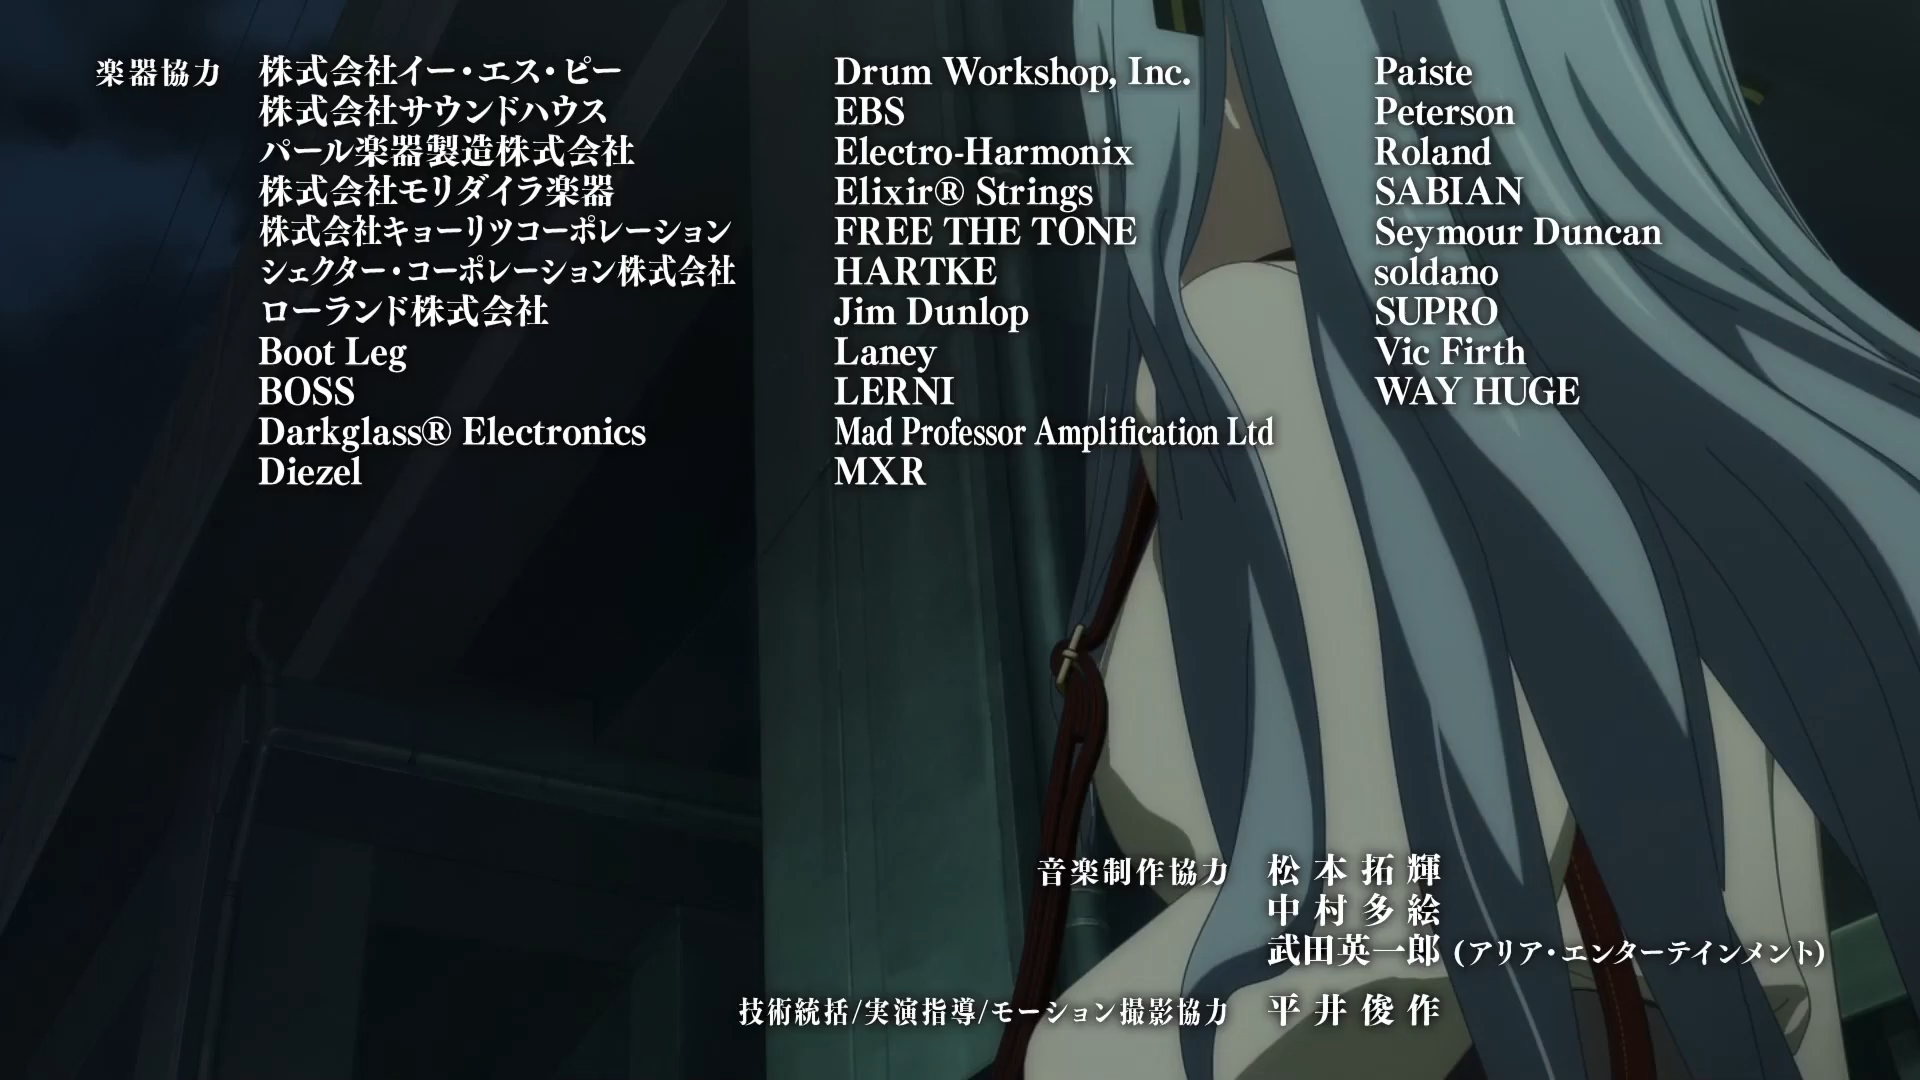 楽器協力
株式会社イー・エス・ピー
株式会社サウンドハウス
パール楽器製造株式会社
株式会社モリダイラ楽器
株式会社キョーリツコーポレーション
シェクター・コーポレーション株式会社
ローランド株式会社
Boot Leg
BOSS
Darkglass® Electronics
Diezel
Drum Workshop, Inc.
EBS
Electro-Harmonix
Elixir® Strings
FREE THE TONE
HARTKE
Jim Dunlop
Laney
LERNI
Mad Professor Amplification Ltd
MXR
Paiste
Peterson
Roland
SABIAN
Seymour Duncan
soldano
SUPRO
Vic Firth
WAY HUGE
音楽制作協力 松本拓輝
中村多絵
武田英一郎 (アリア・エンターテインメント)
技術統括/実演指導/モーション撮影協力 平井俊作